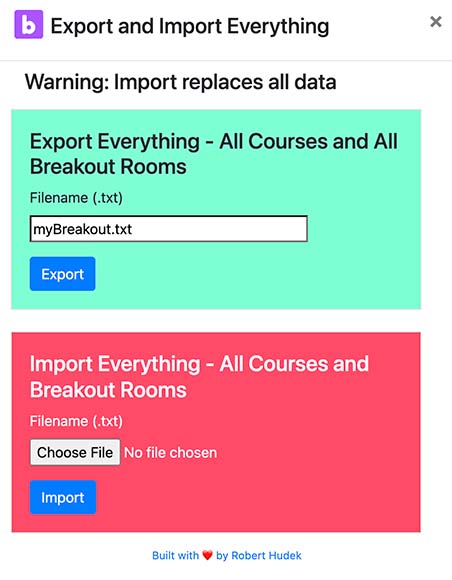 b Export and Import Everything ×
Warning: Import replaces all data
Export Everything - All Courses and All
Breakout Rooms
Filename (.txt)
myBreakout.txt
Export
Import Everything - All Courses and
Breakout Rooms
Filename (.txt)
Choose File No file chosen
Import
Built with ❤️ by Robert Hudek